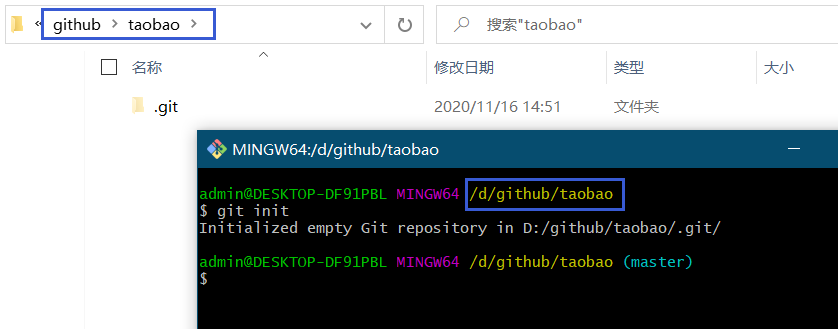 « github > taobao >
搜索"taobao"
名称 修改日期 类型 大小
.git 2020/11/16 14:51 文件夹
MINGW64:/d/github/taobao
admin@DESKTOP-DF91PBL MINGW64 /d/github/taobao
$ git init
Initialized empty Git repository in D:/github/taobao/.git/
admin@DESKTOP-DF91PBL MINGW64 /d/github/taobao (master)
$